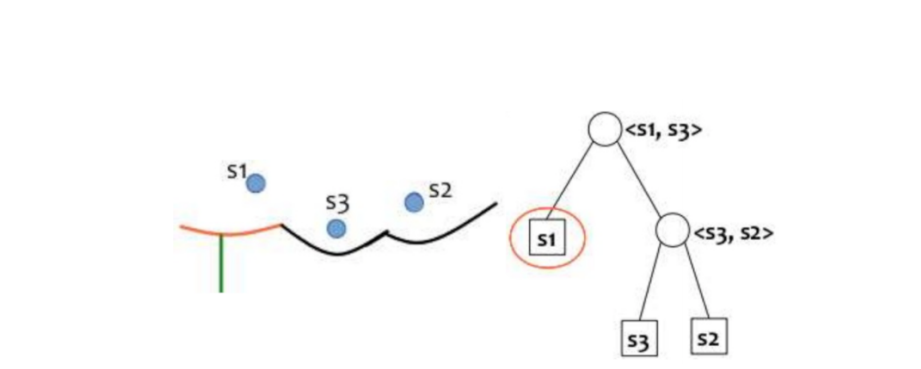 s1
s3
s2
<s1, s3>
s1
<s3, s2>
s3
s2